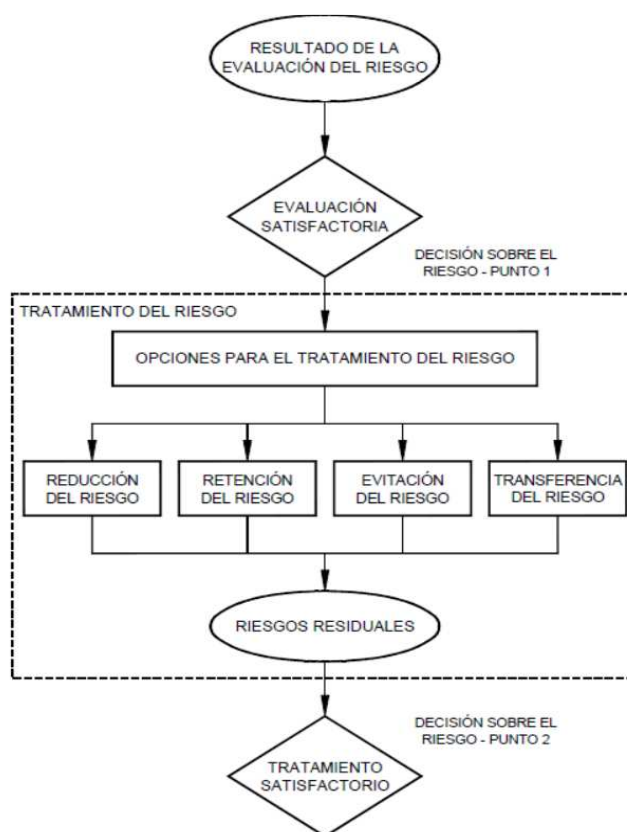 RESULTADO DE LA
EVALUACIÓN DEL RIESGO
EVALUACIÓN
SATISFACTORIA
DECISIÓN SOBRE EL
RIESGO - PUNTO 1
TRATAMIENTO DEL RIESGO
OPCIONES PARA EL TRATAMIENTO DEL RIESGO
REDUCCIÓN
DEL RIESGO
RETENCIÓN
DEL RIESGO
EVITACIÓN
DEL RIESGO
TRANSFERENCIA
DEL RIESGO
RIESGOS RESIDUALES
DECISIÓN SOBRE EL
RIESGO - PUNTO 2
TRATAMIENTO
SATISFACTORIO